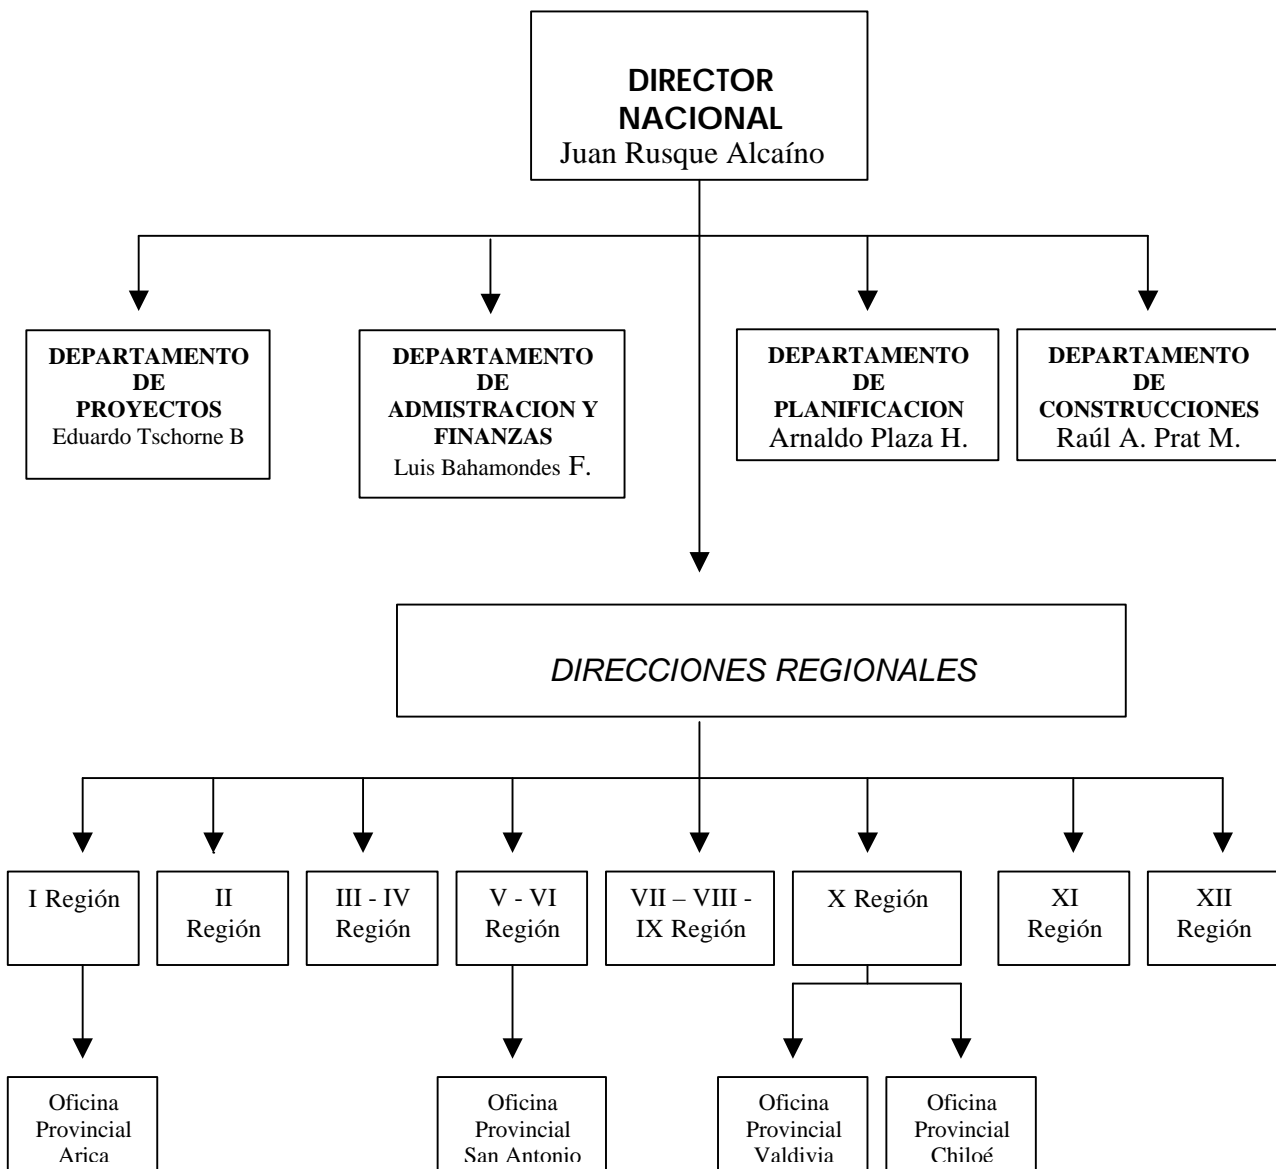 DIRECTOR
NACIONAL
Juan Rusque Alcaíno
DEPARTAMENTO
DE
PROYECTOS
Eduardo Tschorne B
DEPARTAMENTO
DE
ADMISTRACION Y
FINANZAS
Luis Bahamondes F.
DEPARTAMENTO
DE
PLANIFICACION
Arnaldo Plaza H.
DEPARTAMENTO
DE
CONSTRUCCIONES
Raúl A. Prat M.
DIRECCIONES REGIONALES
I Región
II
Región
III - IV
Región
V - VI
Región
VII – VIII -
IX Región
X Región
XI
Región
XII
Región
Oficina
Provincial
Arica
Oficina
Provincial
San Antonio
Oficina
Provincial
Valdivia
Oficina
Provincial
Chiloé